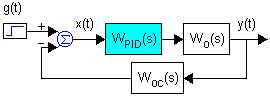 g(t)
+ x(t) y(t)
− Σ W_PID(s) W_O(s)
W_OC(s)